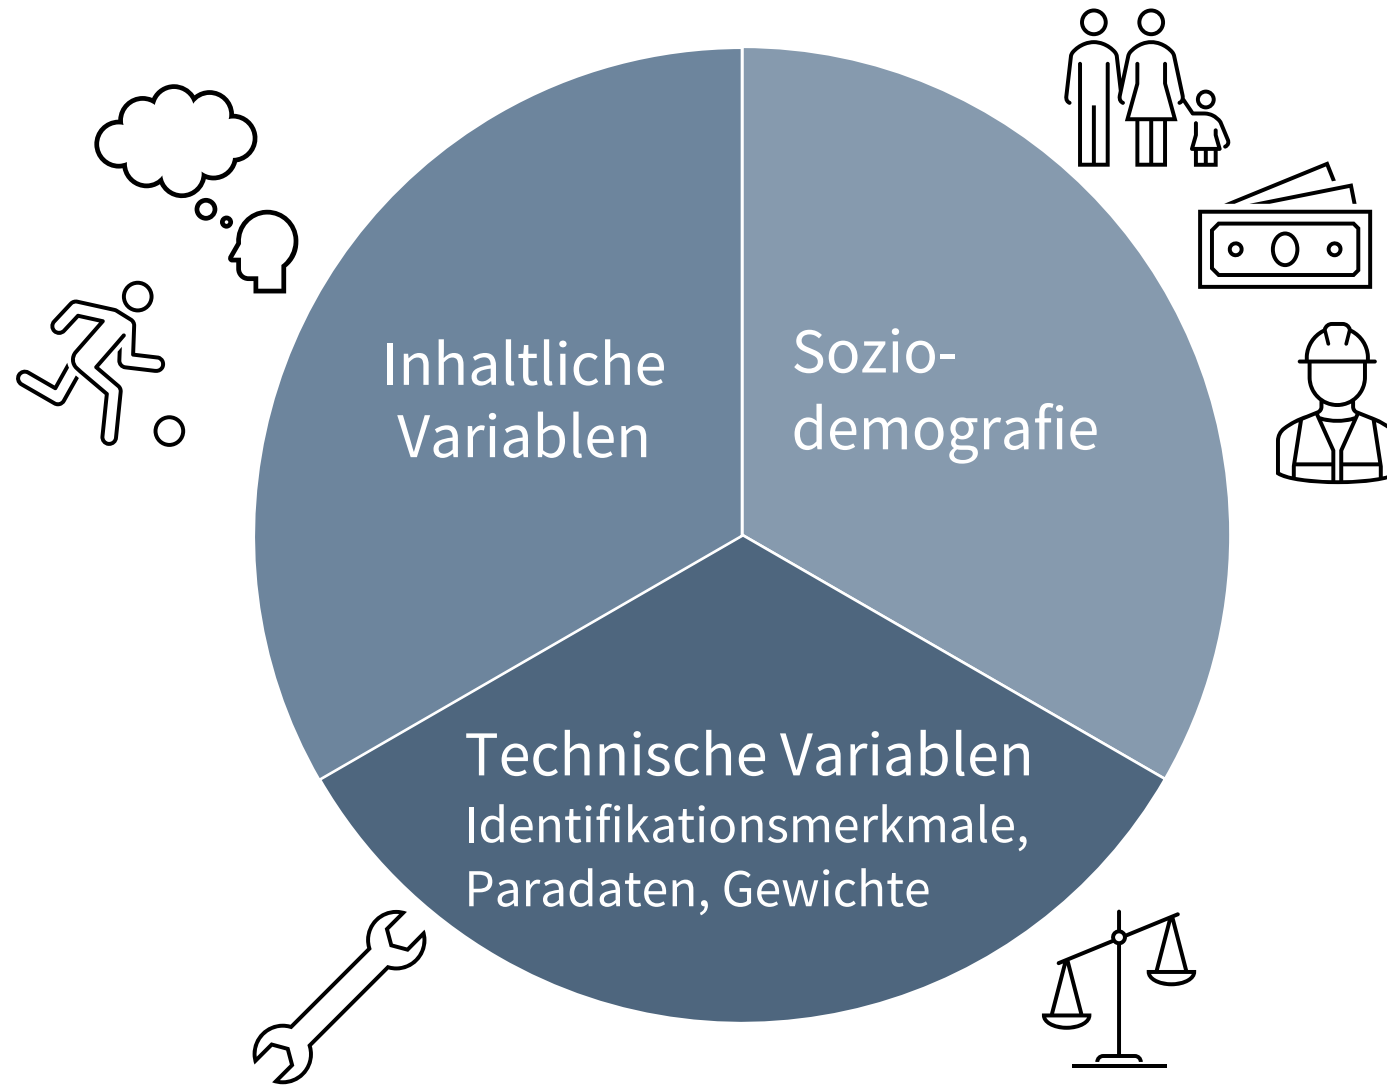 Inhaltliche
Variablen
Sozio-
demografie
Technische Variablen
Identifikationsmerkmale,
Paradaten, Gewichte